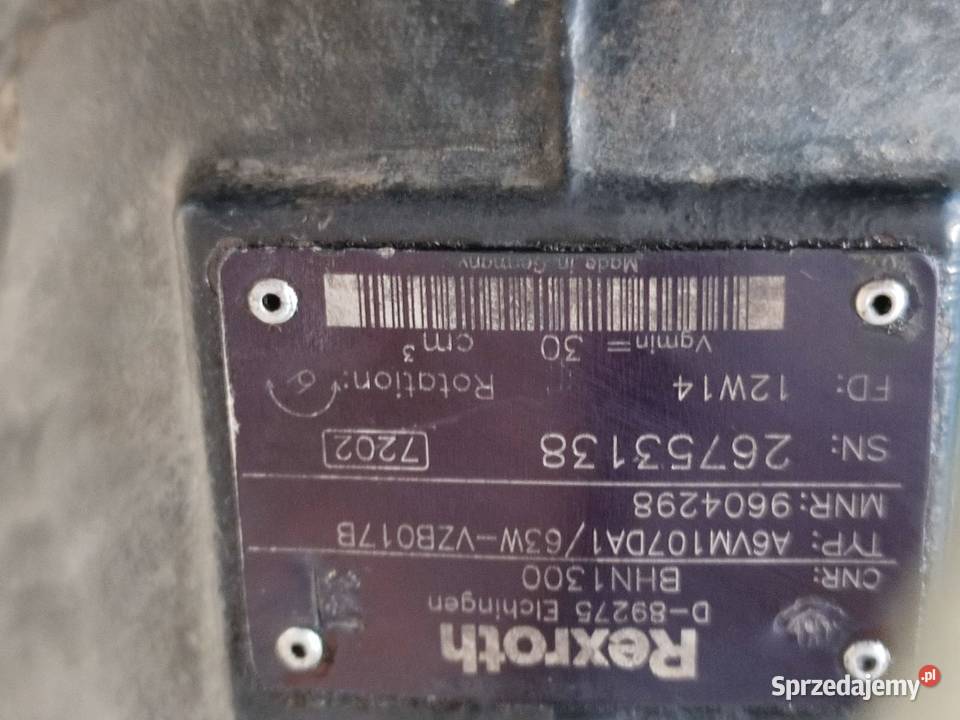 Rexroth
D-89275 Elchingen
CNR: BHN1300
TYP: A6VM107DA1/63W-VZB017B
MNR: 9604298
SN: 26753138 7202
FD: 12W14 Rotation:
Vgmin= 30 cm³
Made in Germany
Sprzedajemy.pl